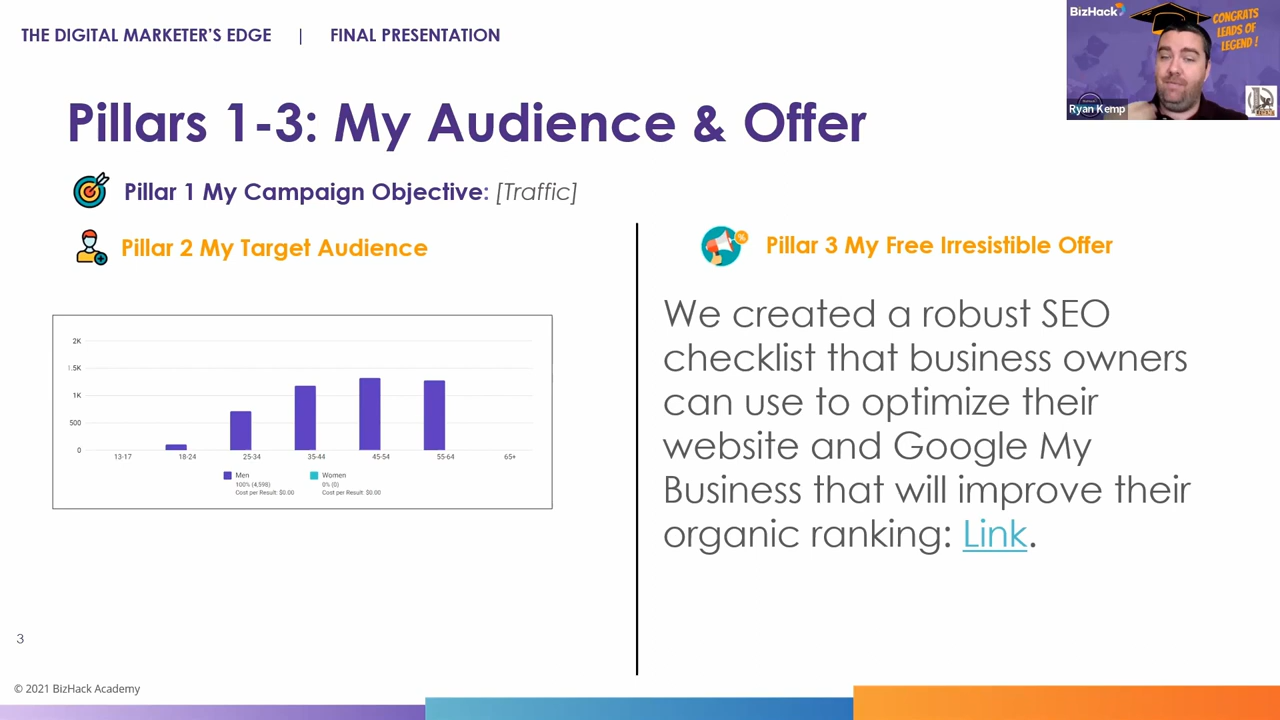 THE DIGITAL MARKETER'S EDGE | FINAL PRESENTATION
BizHack
CONGRATS
LEADS OF
LEGEND !
Ryan Kemp
Pillars 1-3: My Audience & Offer
Pillar 1 My Campaign Objective: [Traffic]
Pillar 2 My Target Audience
2K
1.5K
1K
500
0
13-17 18-24 25-34 35-44 45-54 55-64 65+
Men Women
100% (4,598) 0% (0)
Cost per Result: $0.00 Cost per Result: $0.00
Pillar 3 My Free Irresistible Offer
We created a robust SEO
checklist that business owners
can use to optimize their
website and Google My
Business that will improve their
organic ranking: Link.
3
© 2021 BizHack Academy